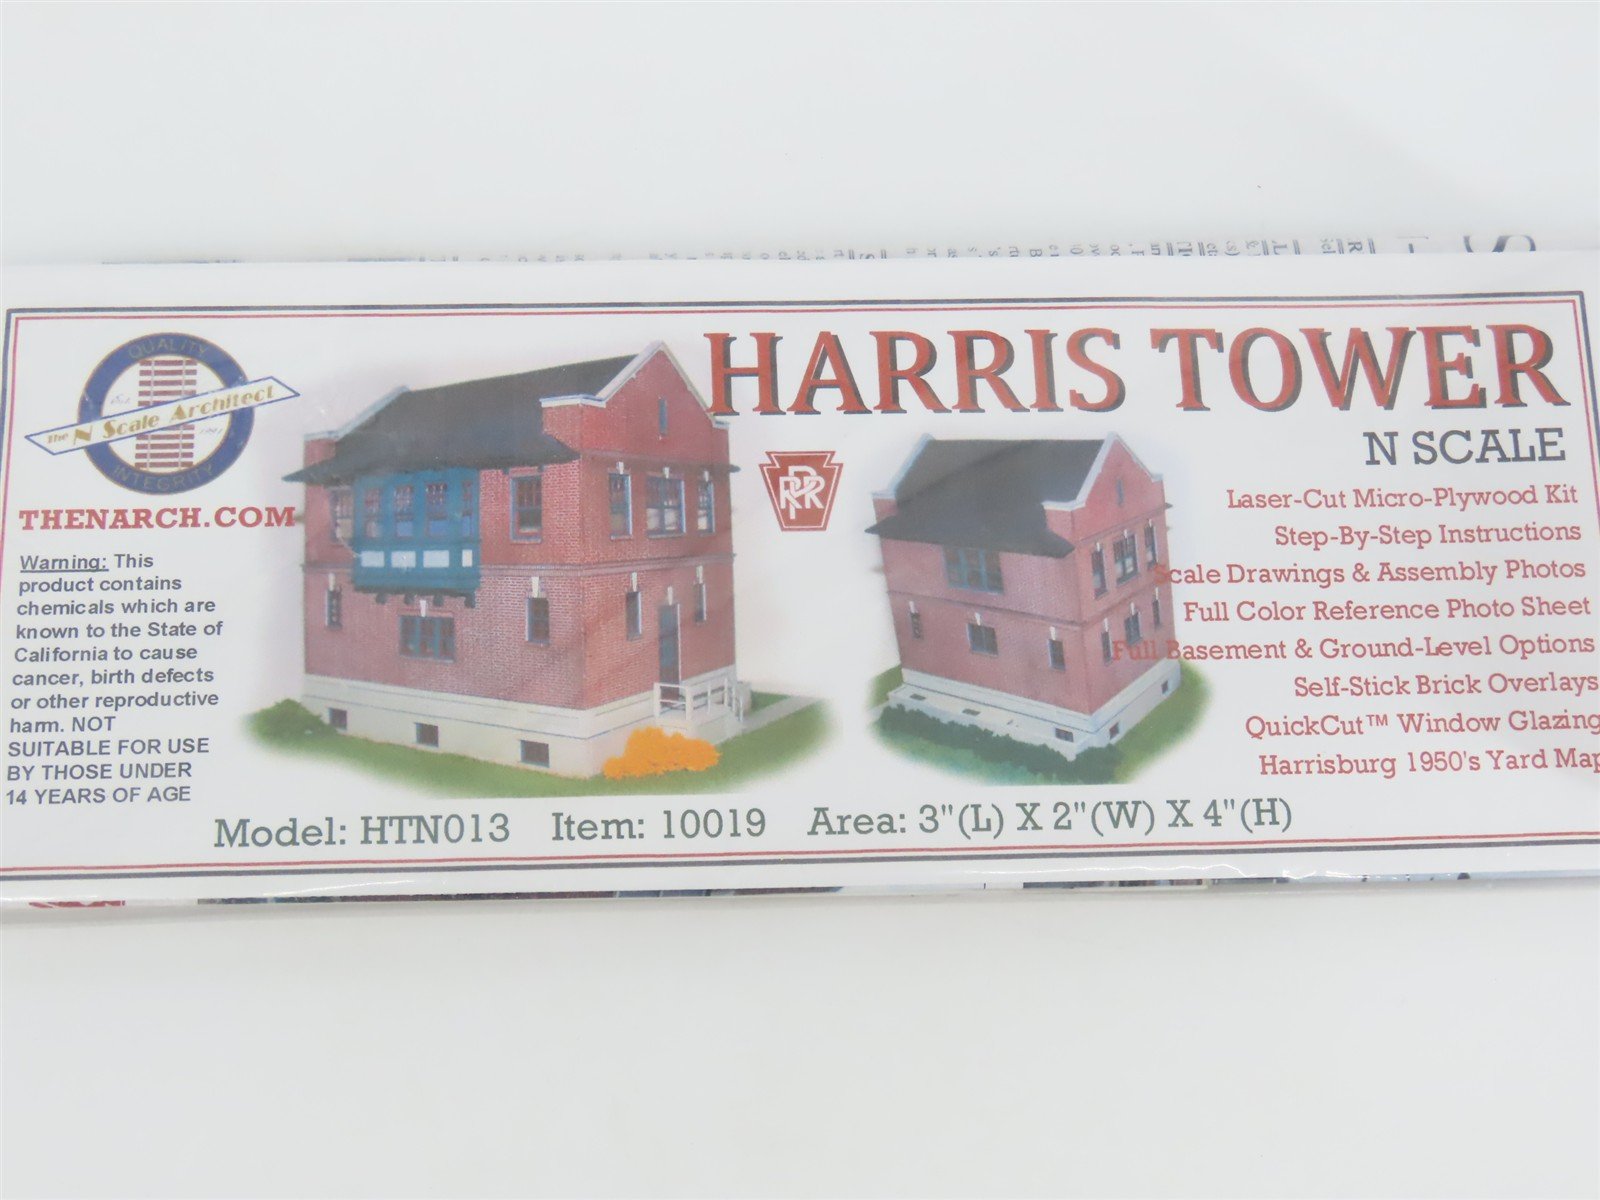 QUALITY
The N Scale Architect
INTEGRITY
THENARCH.COM
Warning: This
product contains
chemicals which are
known to the State of
California to cause
cancer, birth defects
or other reproductive
harm. NOT
SUITABLE FOR USE
BY THOSE UNDER
14 YEARS OF AGE
HARRIS TOWER
N SCALE
PRR
Laser-Cut Micro-Plywood Kit
Step-By-Step Instructions
Scale Drawings & Assembly Photos
Full Color Reference Photo Sheet
Full Basement & Ground-Level Options
Self-Stick Brick Overlays
QuickCut™ Window Glazing
Harrisburg 1950's Yard Map
Model: HTN013 Item: 10019 Area: 3"(L) X 2"(W) X 4"(H)